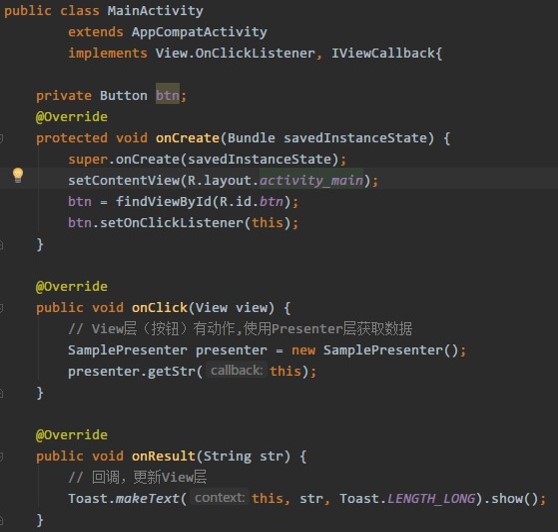 public class MainActivity
extends AppCompatActivity
implements View.OnClickListener, IViewCallback{
private Button btn;
@Override
protected void onCreate(Bundle savedInstanceState) {
super.onCreate(savedInstanceState);
setContentView(R.layout.activity_main);
btn = findViewById(R.id.btn);
btn.setOnClickListener(this);
}
@Override
public void onClick(View view) {
// View层（按钮）有动作,使用Presenter层获取数据
SamplePresenter presenter = new SamplePresenter();
presenter.getStr( callback: this);
}
@Override
public void onResult(String str) {
// 回调，更新View层
Toast.makeText( context: this, str, Toast.LENGTH_LONG).show();
}